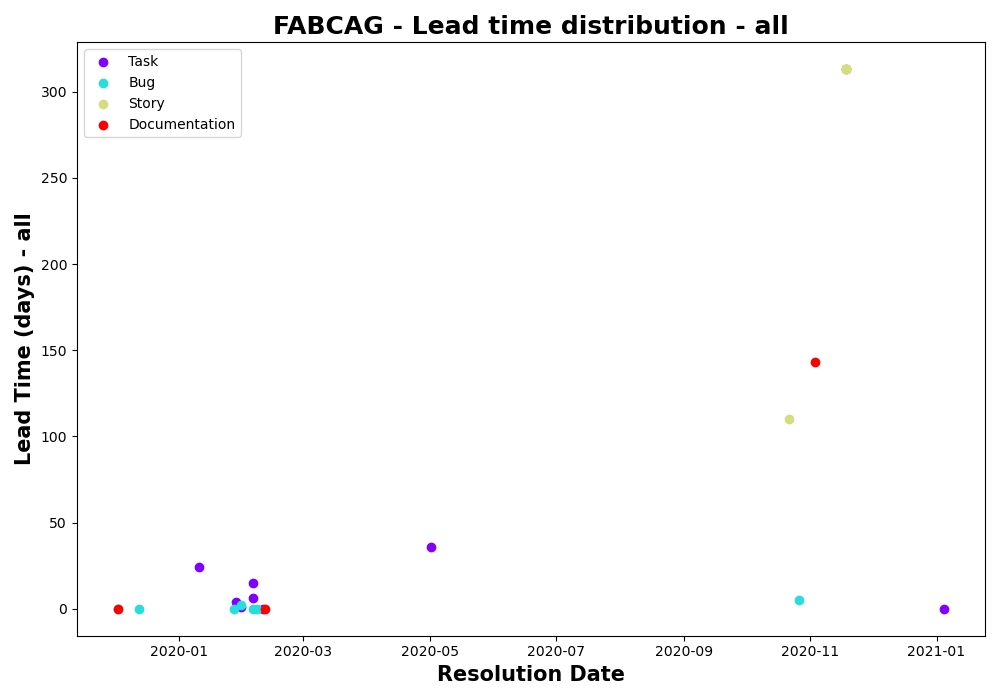 FABCAG - Lead time distribution - all
Task
Bug
Story
Documentation
Lead Time (days) - all
300
250
200
150
100
50
0
2020-01
2020-03
2020-05
2020-07
2020-09
2020-11
2021-01
Resolution Date